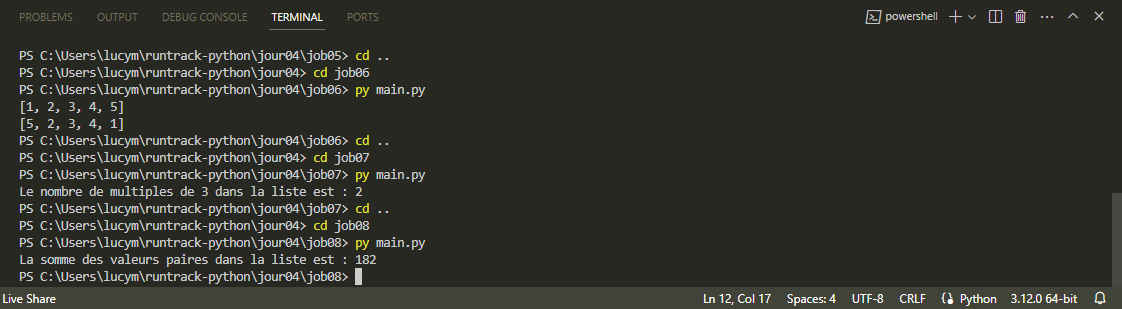 PROBLEMS OUTPUT DEBUG CONSOLE TERMINAL PORTS powershell
PS C:\Users\lucym\runtrack-python\jour04\job05> cd ..
PS C:\Users\lucym\runtrack-python\jour04> cd job06
PS C:\Users\lucym\runtrack-python\jour04\job06> py main.py
[1, 2, 3, 4, 5]
[5, 2, 3, 4, 1]
PS C:\Users\lucym\runtrack-python\jour04\job06> cd ..
PS C:\Users\lucym\runtrack-python\jour04> cd job07
PS C:\Users\lucym\runtrack-python\jour04\job07> py main.py
Le nombre de multiples de 3 dans la liste est : 2
PS C:\Users\lucym\runtrack-python\jour04\job07> cd ..
PS C:\Users\lucym\runtrack-python\jour04> cd job08
PS C:\Users\lucym\runtrack-python\jour04\job08> py main.py
La somme des valeurs paires dans la liste est : 182
PS C:\Users\lucym\runtrack-python\jour04\job08>
Live Share Ln 12, Col 17 Spaces: 4 UTF-8 CRLF Python 3.12.0 64-bit